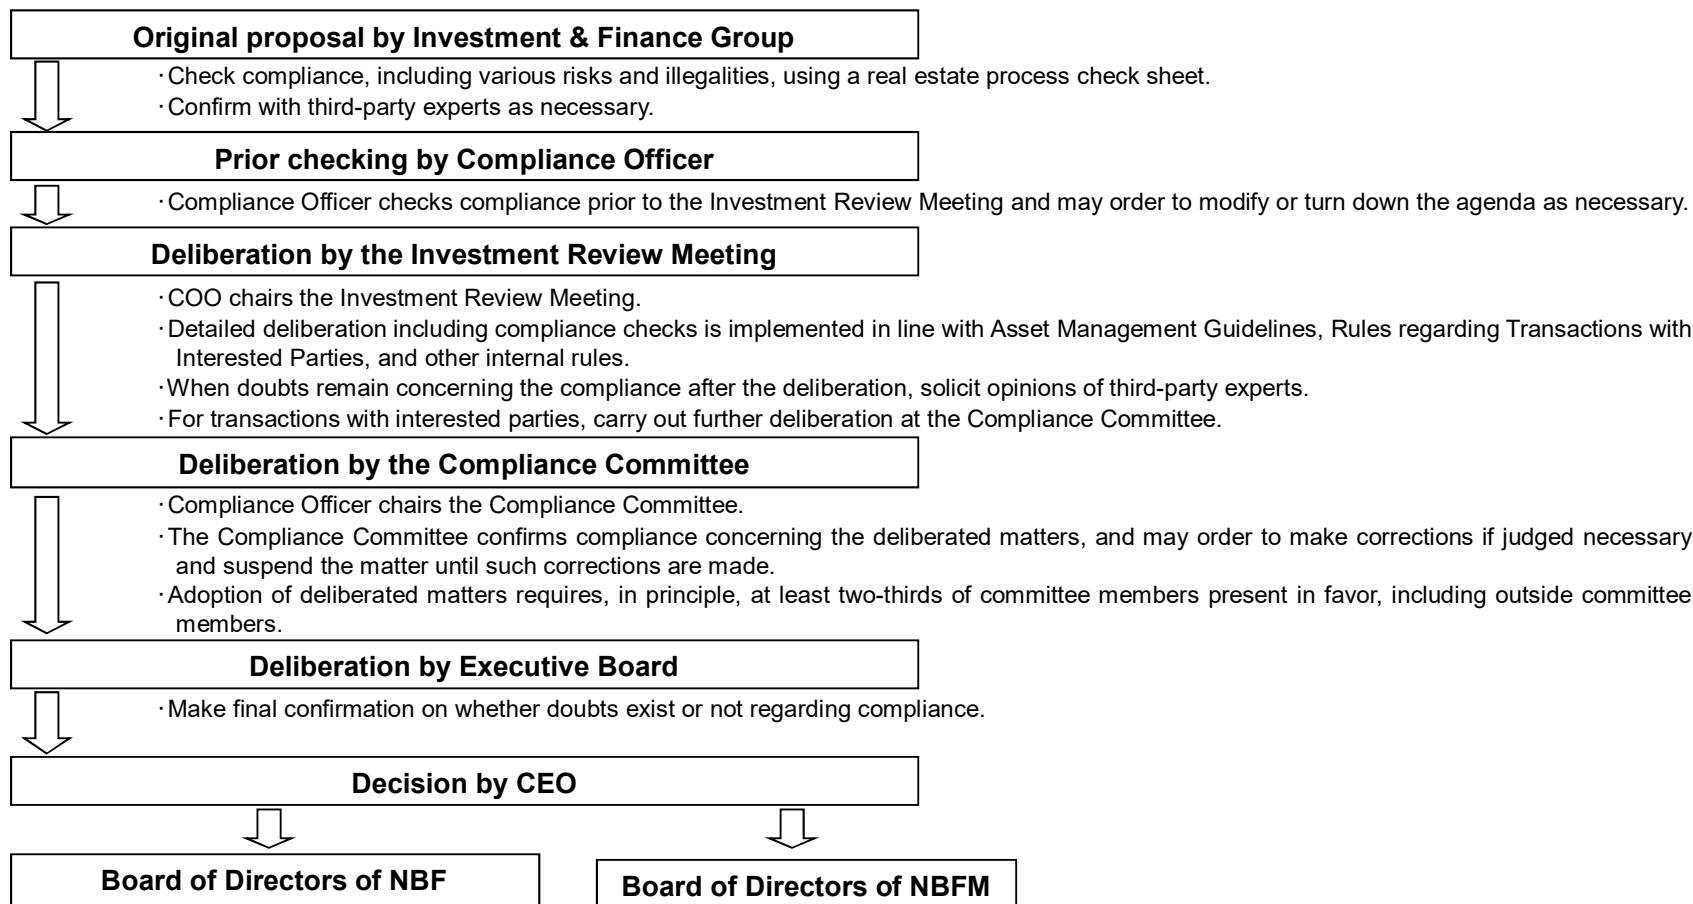 Original proposal by Investment & Finance Group
･Check compliance, including various risks and illegalities, using a real estate process check sheet.
･Confirm with third-party experts as necessary.
Prior checking by Compliance Officer
･Compliance Officer checks compliance prior to the Investment Review Meeting and may order to modify or turn down the agenda as necessary.
Deliberation by the Investment Review Meeting
･COO chairs the Investment Review Meeting.
･Detailed deliberation including compliance checks is implemented in line with Asset Management Guidelines, Rules regarding Transactions with
Interested Parties, and other internal rules.
･When doubts remain concerning the compliance after the deliberation, solicit opinions of third-party experts.
･For transactions with interested parties, carry out further deliberation at the Compliance Committee.
Deliberation by the Compliance Committee
･Compliance Officer chairs the Compliance Committee.
･The Compliance Committee confirms compliance concerning the deliberated matters, and may order to make corrections if judged necessary
and suspend the matter until such corrections are made.
･Adoption of deliberated matters requires, in principle, at least two-thirds of committee members present in favor, including outside committee
members.
Deliberation by Executive Board
･Make final confirmation on whether doubts exist or not regarding compliance.
Decision by CEO
Board of Directors of NBF
Board of Directors of NBFM